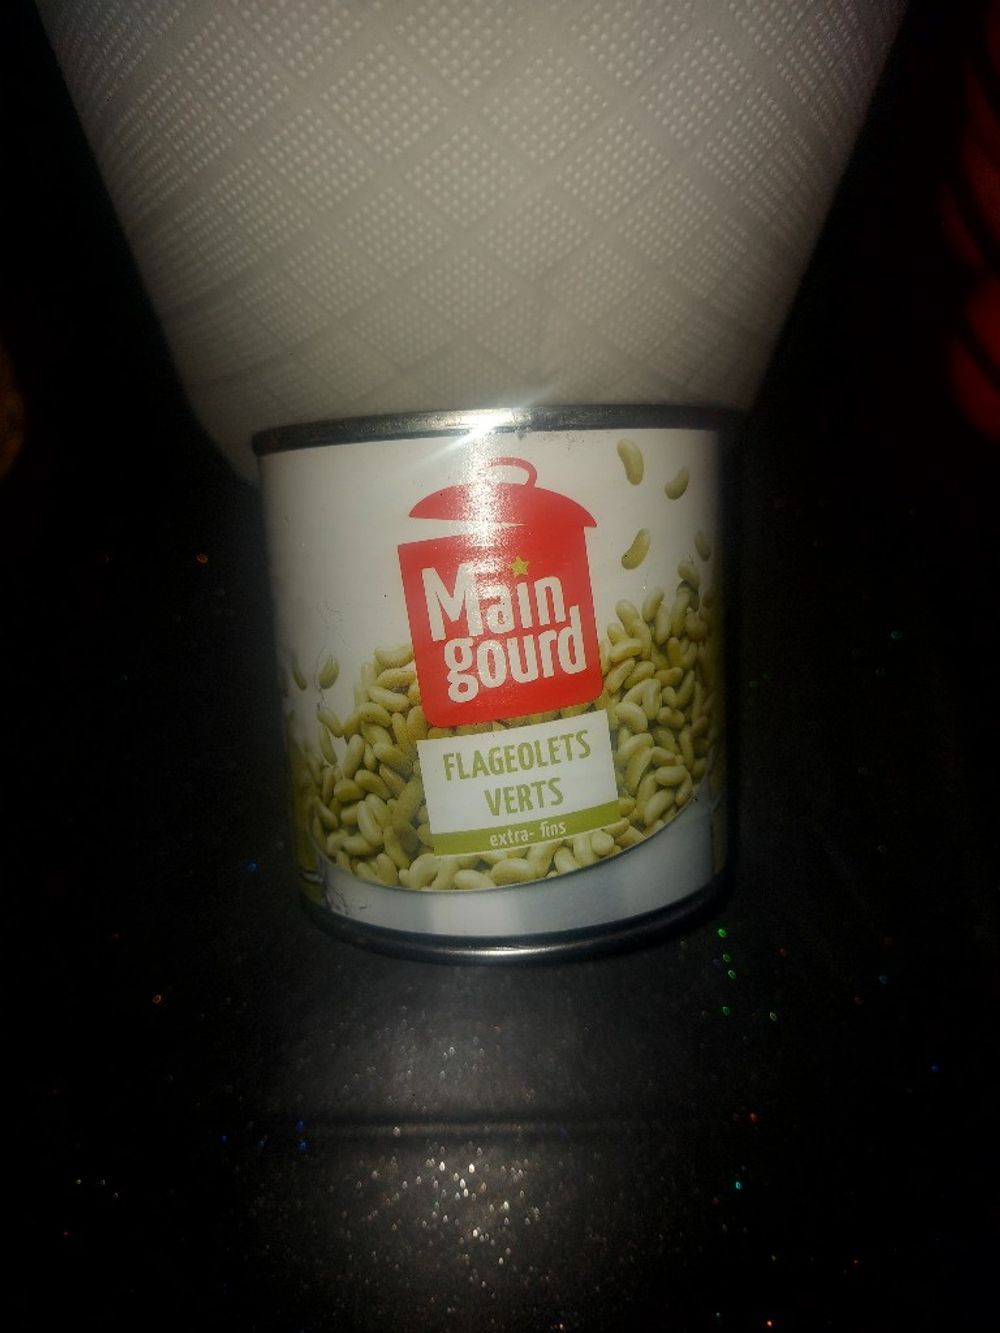 Main
gourd
FLAGEOLETS
VERTS
extra- fins